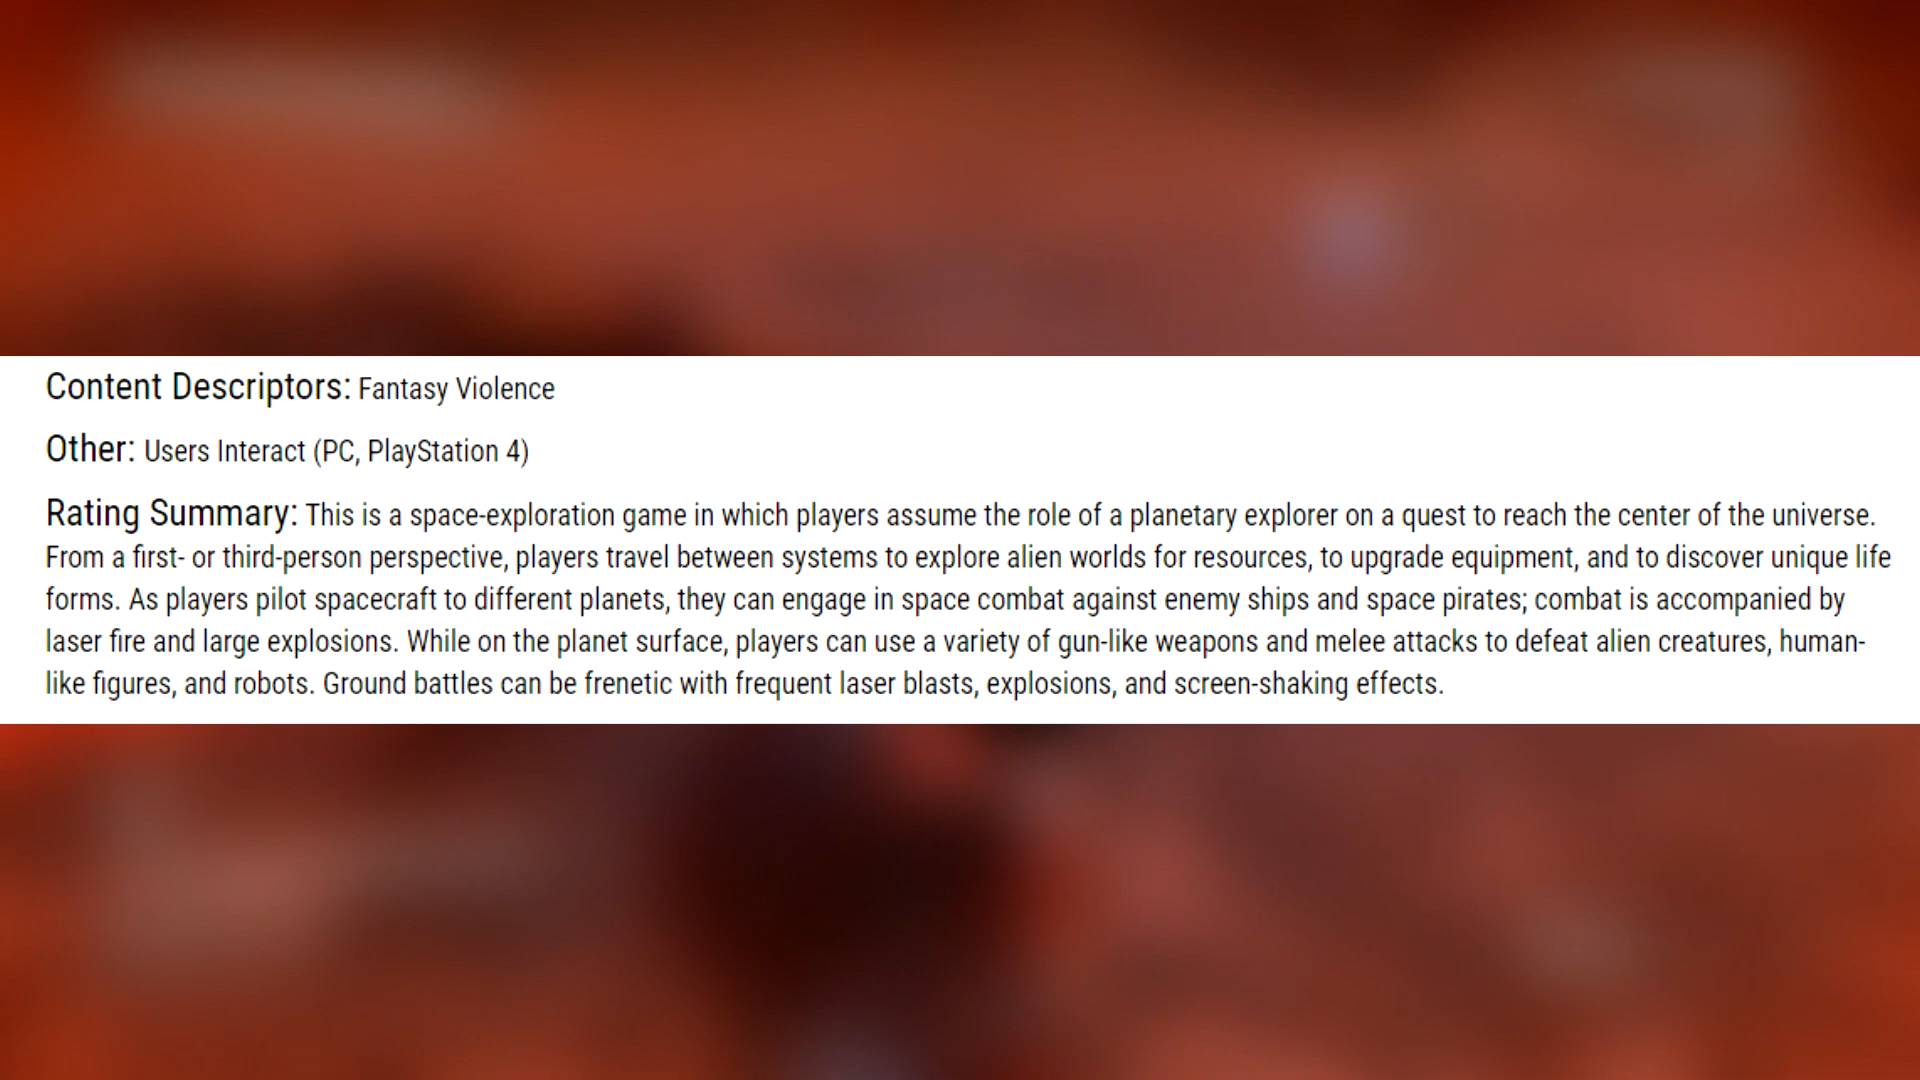 Content Descriptors: Fantasy Violence
Other: Users Interact (PC, PlayStation 4)
Rating Summary: This is a space-exploration game in which players assume the role of a planetary explorer on a quest to reach the center of the universe.
From a first- or third-person perspective, players travel between systems to explore alien worlds for resources, to upgrade equipment, and to discover unique life
forms. As players pilot spacecraft to different planets, they can engage in space combat against enemy ships and space pirates; combat is accompanied by
laser fire and large explosions. While on the planet surface, players can use a variety of gun-like weapons and melee attacks to defeat alien creatures, human-
like figures, and robots. Ground battles can be frenetic with frequent laser blasts, explosions, and screen-shaking effects.